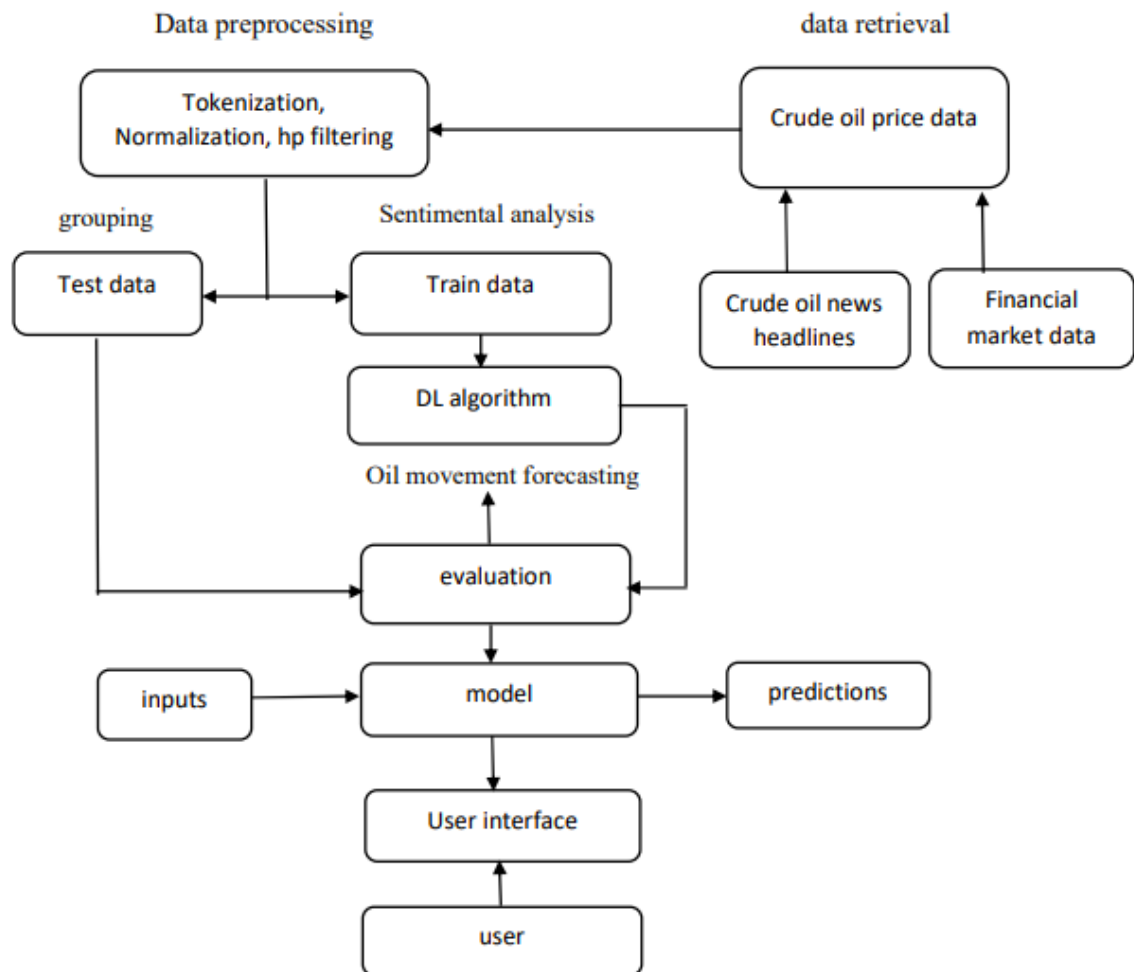 Data preprocessing
data retrieval
Tokenization,
Normalization, hp filtering
Crude oil price data
grouping
Sentimental analysis
Test data
Train data
Crude oil news
headlines
Financial
market data
DL algorithm
Oil movement forecasting
evaluation
inputs
model
predictions
User interface
user